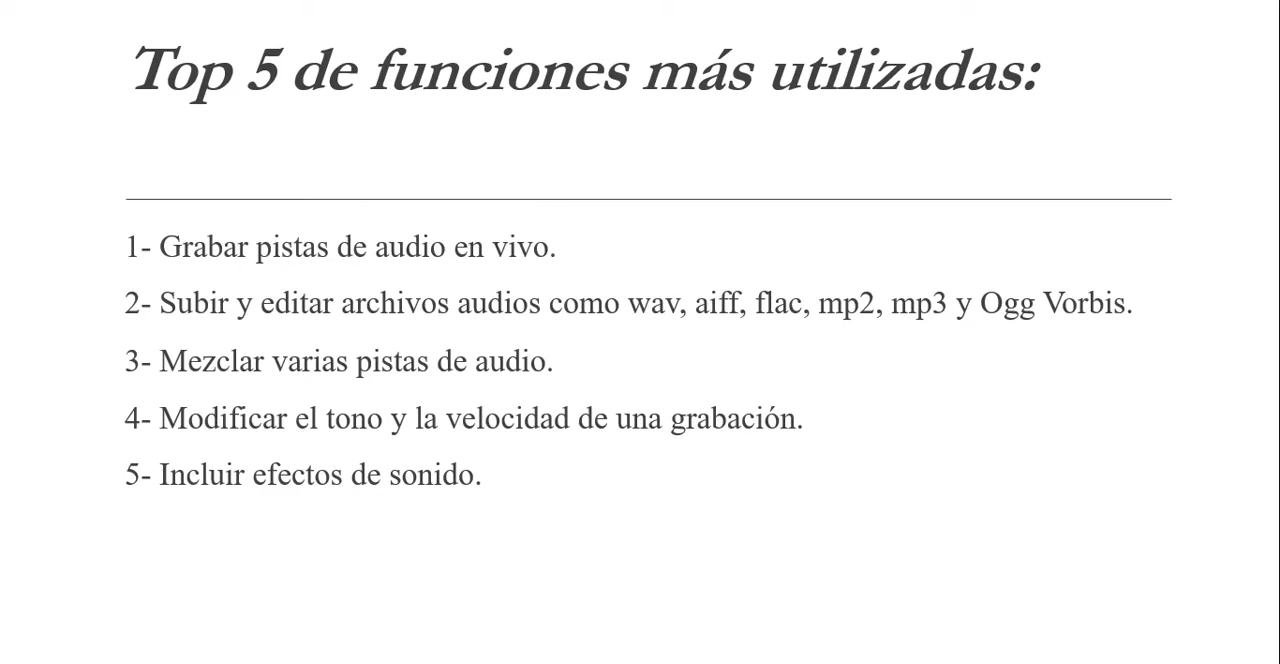 Top 5 de funciones más utilizadas:
1- Grabar pistas de audio en vivo.
2- Subir y editar archivos audios como wav, aiff, flac, mp2, mp3 y Ogg Vorbis.
3- Mezclar varias pistas de audio.
4- Modificar el tono y la velocidad de una grabación.
5- Incluir efectos de sonido.